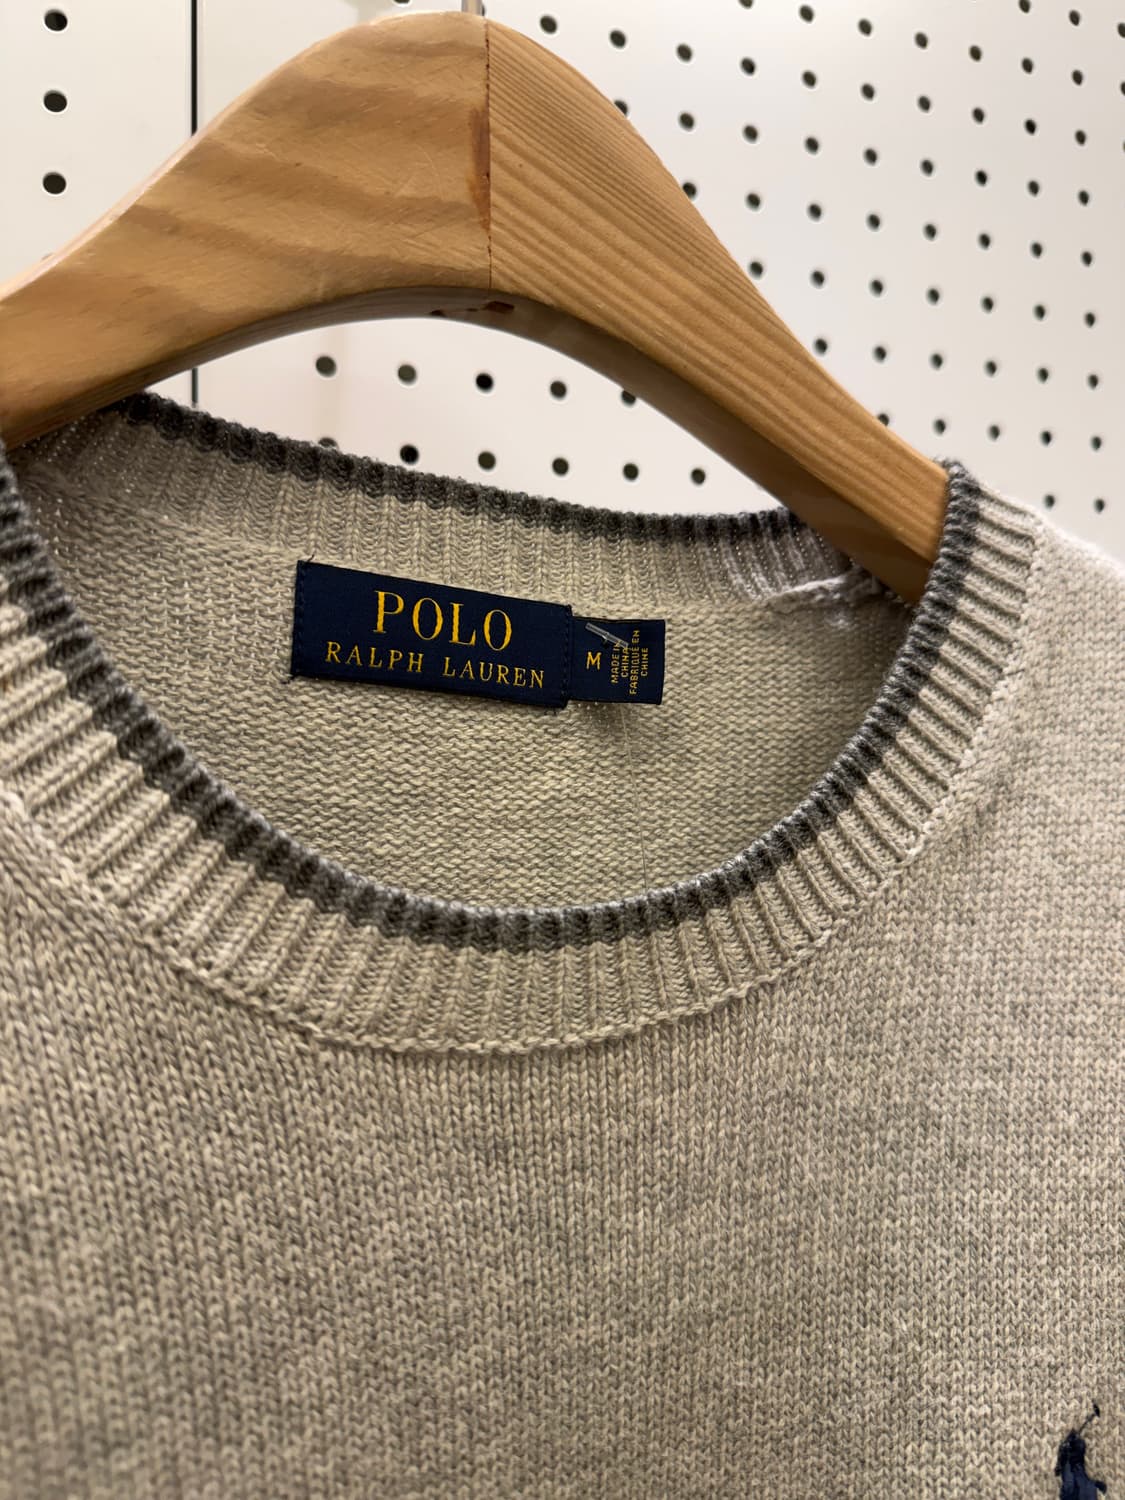 POLO
RALPH LAUREN
M
MADE IN
CHINA
FABRIQUÉ EN
CHINE